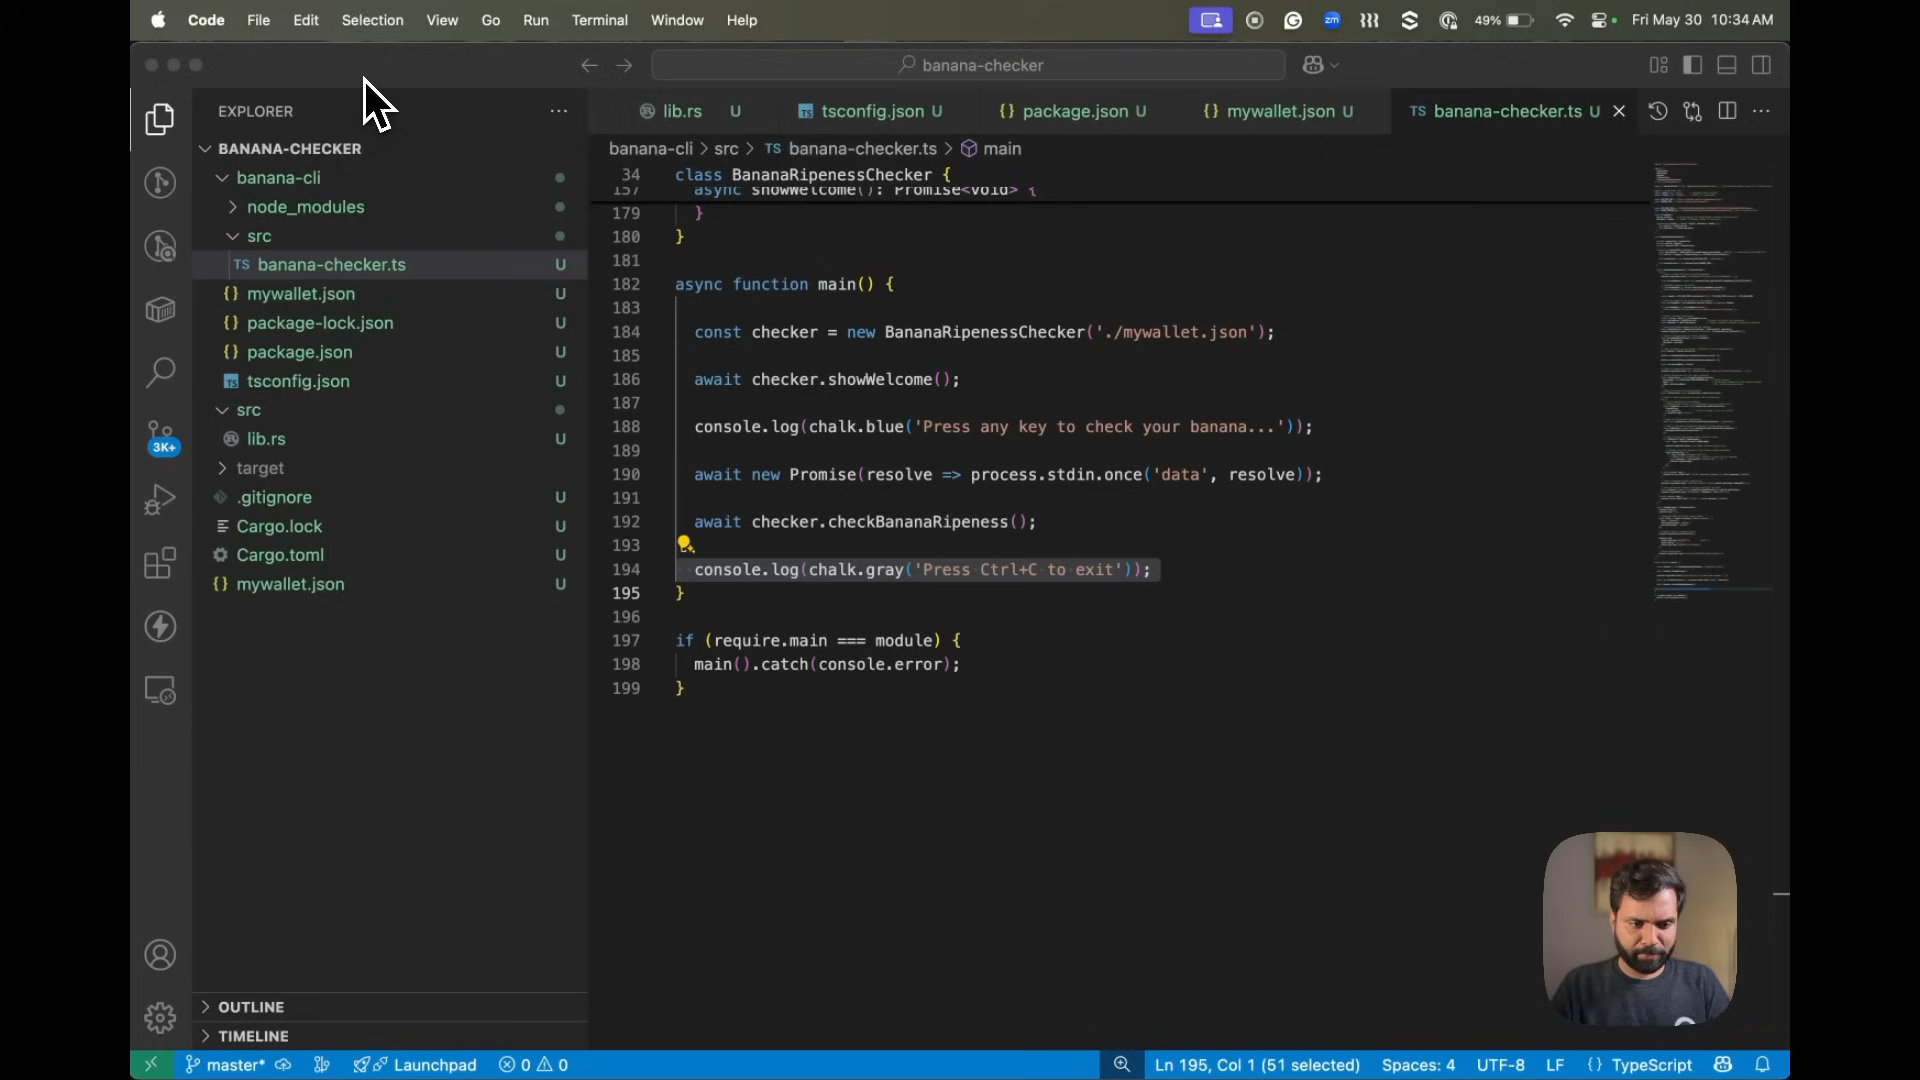 Code File Edit Selection View Go Run Terminal Window Help
zm 49% Fri May 30 10:34 AM
banana-checker
EXPLORER
lib.rs U
tsconfig.json U
package.json U
mywallet.json U
TS banana-checker.ts U
BANANA-CHECKER
banana-cli
node_modules
src
TS banana-checker.ts U
mywallet.json U
package-lock.json U
package.json U
TS tsconfig.json U
src
lib.rs U
target
.gitignore U
Cargo.lock U
Cargo.toml U
mywallet.json U
3K+
OUTLINE
TIMELINE
banana-cli > src > TS banana-checker.ts > main
34 class BananaRipenessChecker {
157 async showWelcome(): Promise<void> {
179 }
180 }
181
182 async function main() {
183
184 const checker = new BananaRipenessChecker('./mywallet.json');
185
186 await checker.showWelcome();
187
188 console.log(chalk.blue('Press any key to check your banana...'));
189
190 await new Promise(resolve => process.stdin.once('data', resolve));
191
192 await checker.checkBananaRipeness();
193
194 console.log(chalk.gray('Press Ctrl+C to exit'));
195 }
196
197 if (require.main === module) {
198 main().catch(console.error);
199 }
master* Launchpad 0 0 Ln 195, Col 1 (51 selected) Spaces: 4 UTF-8 LF {} TypeScript